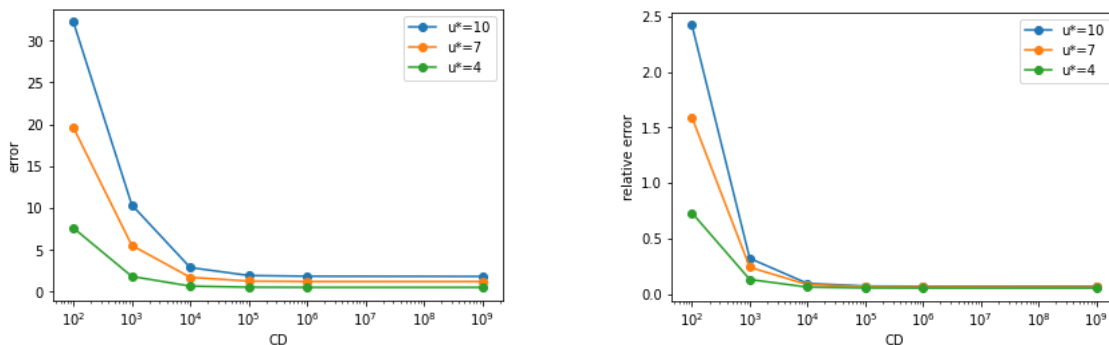 30
25
20
15
10
5
0
error
10²
10³
10⁴
10⁵
10⁶
10⁷
10⁸
10⁹
CD
u*=10
u*=7
u*=4
2.5
2.0
1.5
1.0
0.5
0.0
relative error
10²
10³
10⁴
10⁵
10⁶
10⁷
10⁸
10⁹
CD
u*=10
u*=7
u*=4